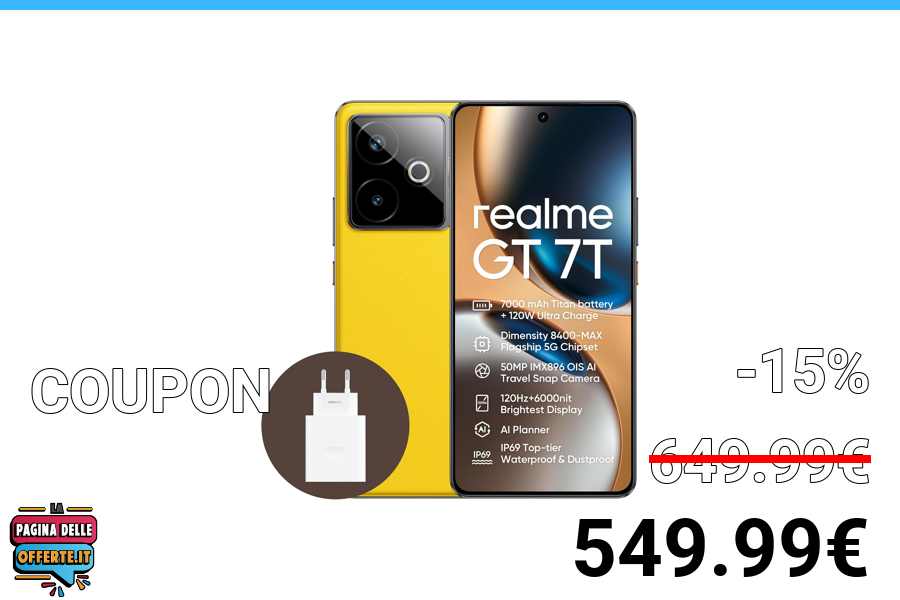 realme
GT 7T
7000 mAh Titan battery
+ 120W Ultra Charge
Dimensity 8400-MAX
Flagship 5G Chipset
50MP IMX896 OIS AI
Travel Snap Camera
120Hz+6000nit
Brightest Display
AI
AI Planner
IP69
IP69 Top-tier
Waterproof & Dustproof
COUPON
-15%
649.99€
549.99€
LA
PAGINA DELLE
OFFERTE.IT